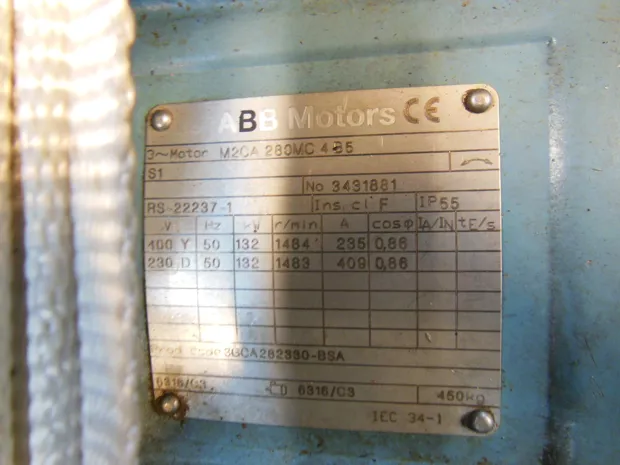 ABB Motors CE
3~Motor M2CA 280MC 4 B5
S1
No 3431881
RS-22237-1 Ins.cl F IP55
V Hz kW r/min A cosφ IA/IN tE/s
400 Y 50 132 1484 235 0,86
230 D 50 132 1483 409 0,86
Prod code 3GCA282330-BSA
6316/C3 6316/C3 450kg
IEC 34-1